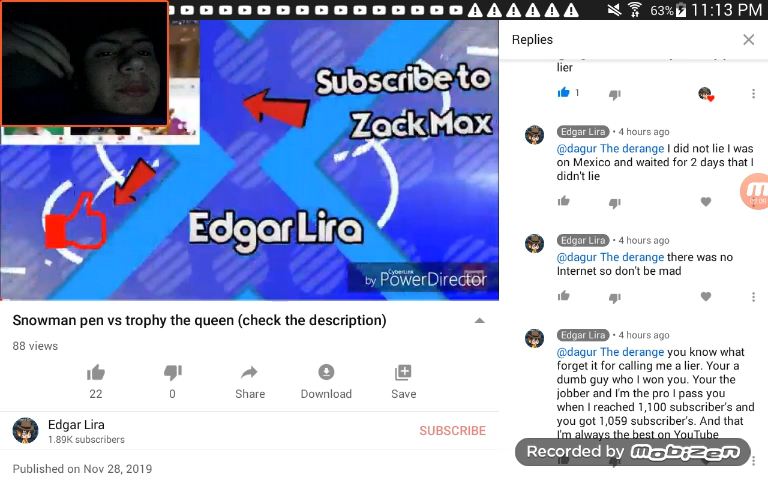 63% 11:13 PM
Subscribe to
Zack Max
Edgar Lira
by CyberLink PowerDirector
Snowman pen vs trophy the queen (check the description)
88 views
22 0 Share Download Save
Edgar Lira
1.89K subscribers
SUBSCRIBE
Published on Nov 28, 2019
Replies
lier
1
Edgar Lira • 4 hours ago
@dagur The derange I did not lie I was
on Mexico and waited for 2 days that I
didn't lie
Edgar Lira • 4 hours ago
@dagur The derange there was no
Internet so don't be mad
Edgar Lira • 4 hours ago
@dagur The derange you know what
forget it for calling me a lier. Your a
dumb guy who I won you. Your the
jobber and I'm the pro I pass you
when I reached 1,100 subscriber's and
you got 1,059 subscriber's. And that
I'm always the best on YouTube
Recorded by Mobizen